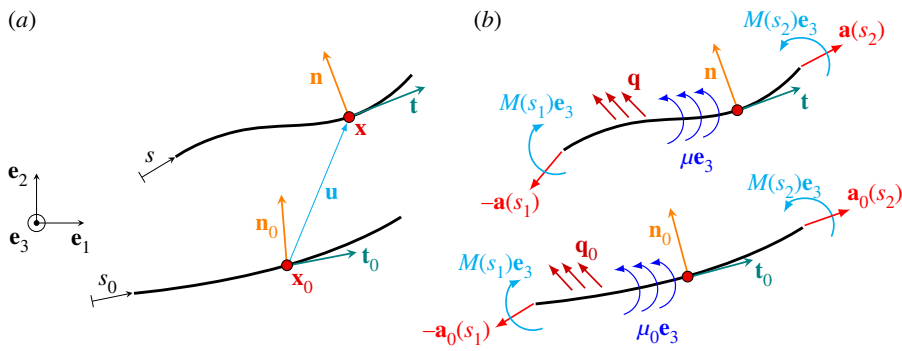 (a)
n
t
x
s
u
e₂
e₃
e₁
n₀
t₀
x₀
s₀
(b)
M(s₂)e₃
a(s₂)
n
q
M(s₁)e₃
t
μe₃
−a(s₁)
M(s₂)e₃
a₀(s₂)
n₀
q₀
M(s₁)e₃
t₀
−a₀(s₁)
μ₀e₃